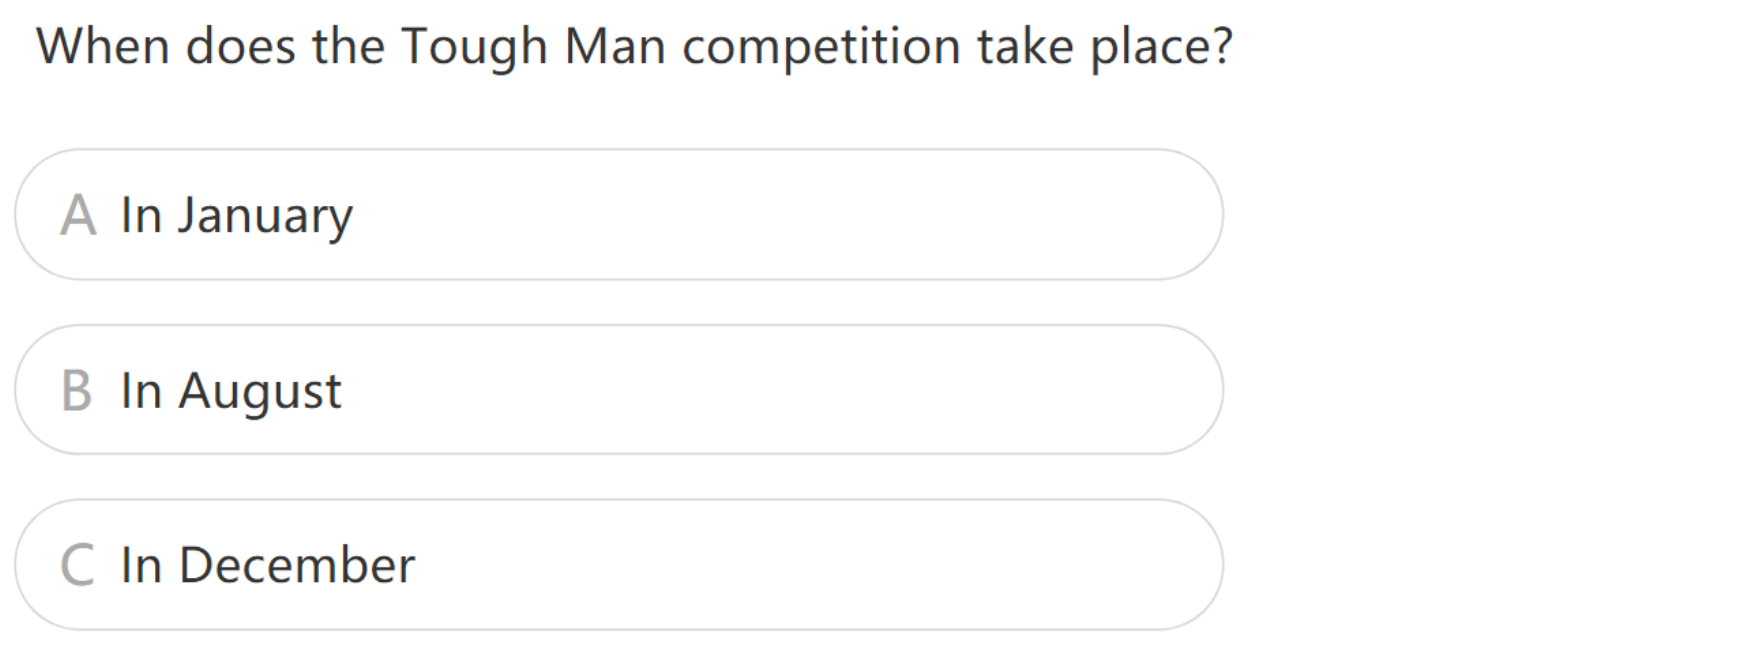 When does the Tough Man competition take place?
A In January
B In August
C In December